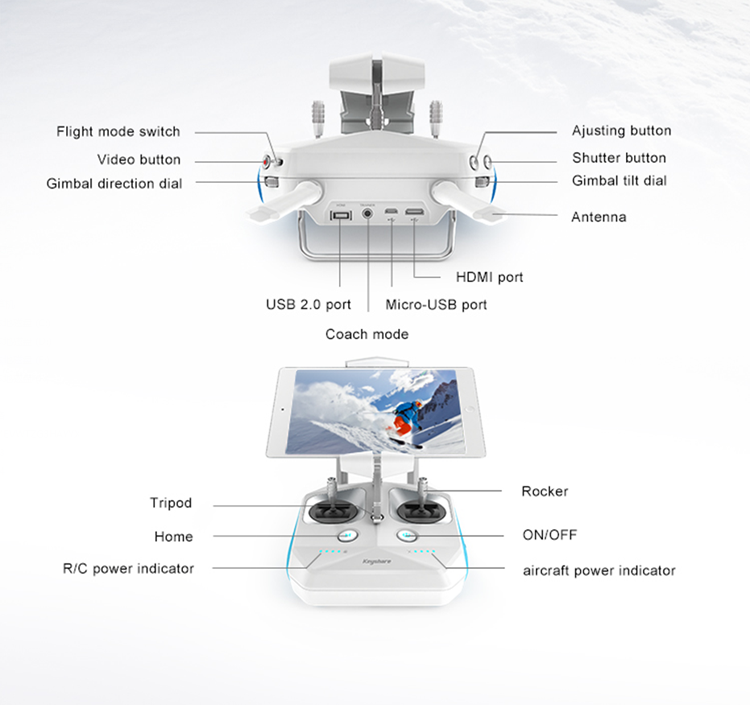 Flight mode switch
Ajusting button
Video button
Shutter button
Gimbal direction dial
Gimbal tilt dial
Antenna
HDMI port
USB 2.0 port
Micro-USB port
Coach mode
Rocker
Tripod
Home
ON/OFF
Kingshare
R/C power indicator
aircraft power indicator